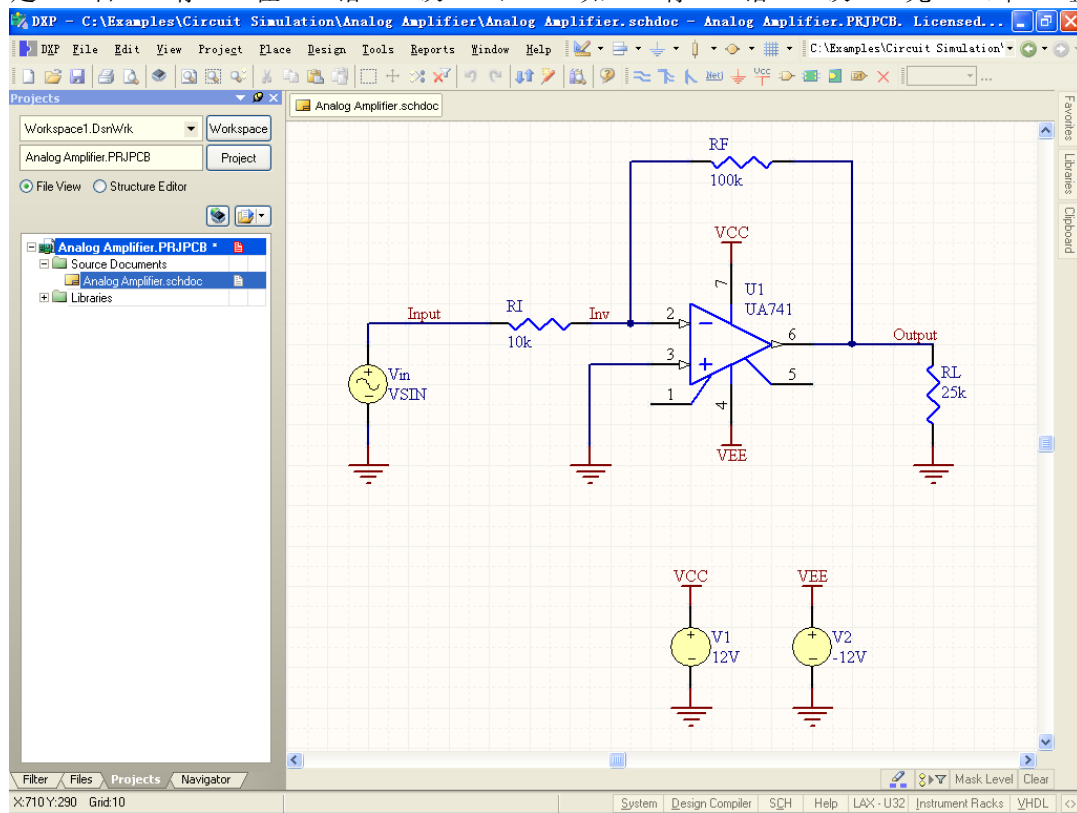 DXP - C:\Examples\Circuit Simulation\Analog Amplifier\Analog Amplifier.schdoc - Analog Amplifier.PRJPCB. Licensed...
DXP File Edit View Project Place Design Tools Reports Window Help C:\Examples\Circuit Simulation'
Net Vcc ...
Projects
Analog Amplifier.schdoc
Favorites
Libraries
Clipboard
Workspace1.DsnWrk Workspace
Analog Amplifier.PRJPCB Project
File View Structure Editor
Analog Amplifier.PRJPCB *
Source Documents
Analog Amplifier.schdoc
Libraries
RF
100k
VCC
7
U1
UA741
Input RI Inv 2
10k
6 Output
3
Vin
VSIN
1
4
5
RL
25k
VEE
VCC VEE
V1 V2
12V -12V
Filter Files Projects Navigator
Mask Level Clear
X:710 Y:290 Grid:10
System Design Compiler SCH Help LAX - U32 Instrument Racks VHDL <>